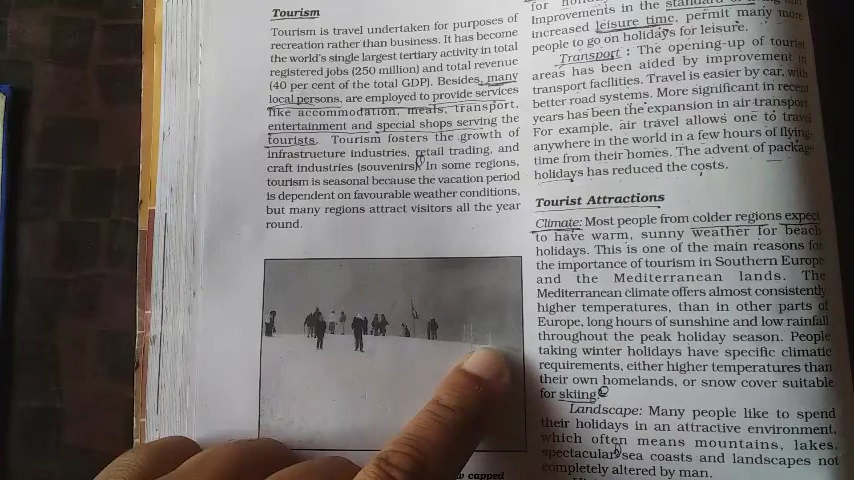 Tourism
Tourism is travel undertaken for purposes of
recreation rather than business. It has become
the world's single largest tertiary activity in total
registered jobs (250 million) and total revenue
(40 per cent of the total GDP). Besides, many
local persons, are employed to provide services
like accommodation, meals, transport,
entertainment and special shops serving the
tourists. Tourism fosters the growth of
infrastructure industries, retail trading, and
craft industries (souvenirs). In some regions,
tourism is seasonal because the vacation period
is dependent on favourable weather conditions,
but many regions attract visitors all the year
round.
capped
Improvements in the standard
increased leisure time, permit many more
people to go on holidays for leisure.
Transport : The opening-up of tourist
areas has been aided by improvement in
transport facilities. Travel is easier by car, with
better road systems. More significant in recent
years has been the expansion in air transport.
For example, air travel allows one to travel
anywhere in the world in a few hours of flying
time from their homes. The advent of package
holidays has reduced the costs.
Tourist Attractions
Climate: Most people from colder regions expect
to have warm, sunny weather for beach
holidays. This is one of the main reasons for
the importance of tourism in Southern Europe
and the Mediterranean lands. The
Mediterranean climate offers almost consistently
higher temperatures, than in other parts of
Europe, long hours of sunshine and low rainfall
throughout the peak holiday season. People
taking winter holidays have specific climatic
requirements, either higher temperatures than
their own homelands, or snow cover suitable
for skiing.
Landscape: Many people like to spend
their holidays in an attractive environment,
which often means mountains, lakes,
spectacular sea coasts and landscapes not
completely altered by man.